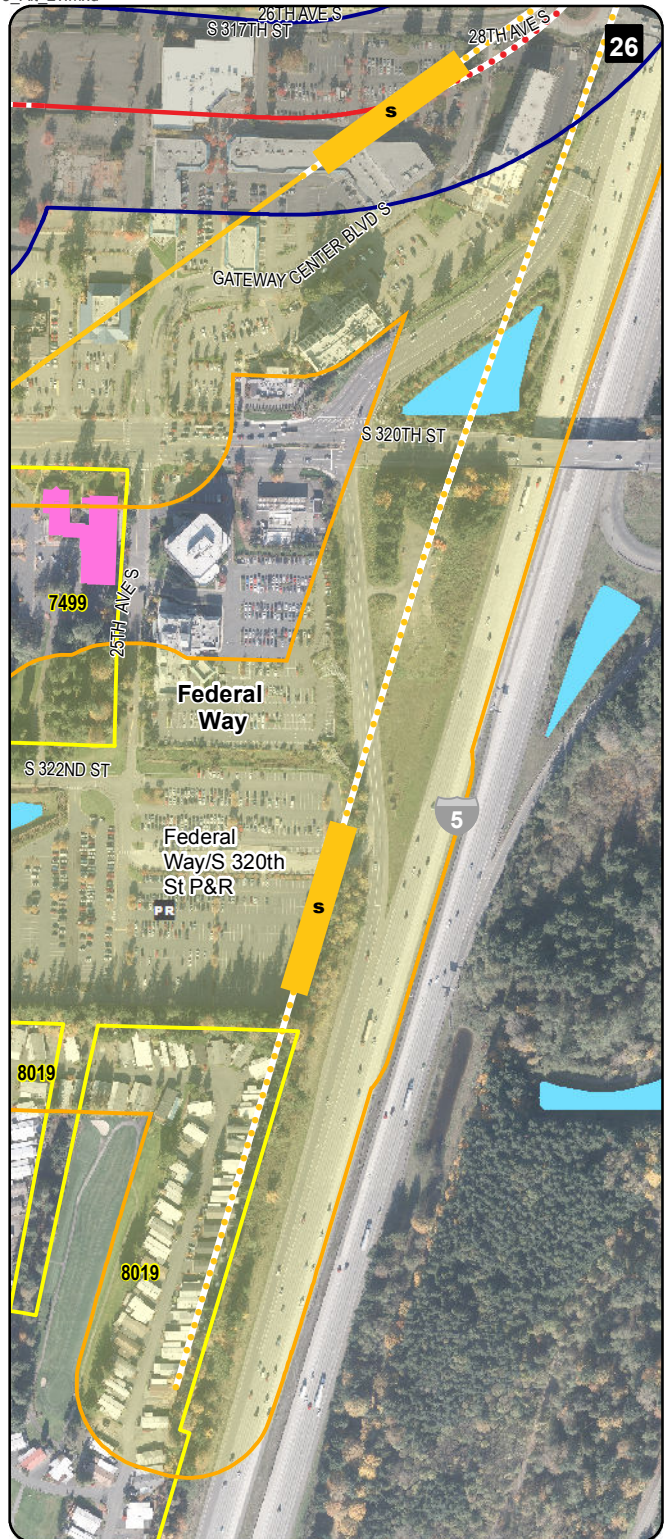 26TH AVE S
S 317TH ST
28TH AVE S
26
s
GATEWAY CENTER BLVD S
S 320TH ST
7499
25TH AVE S
Federal
Way
S 322ND ST
5
Federal
Way/S 320th
St P&R
PR
s
8019
8019